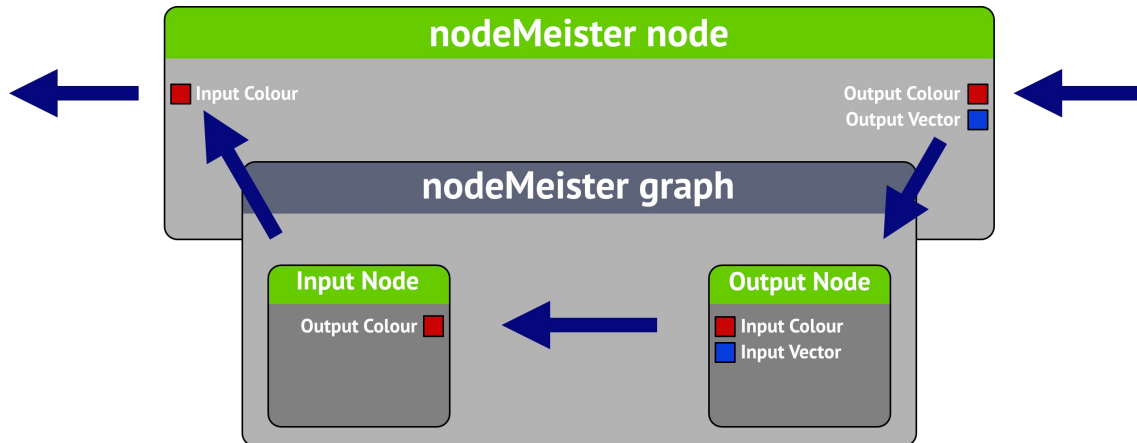 nodeMeister node
Input Colour
Output Colour
Output Vector
nodeMeister graph
Input Node
Output Colour
Output Node
Input Colour
Input Vector